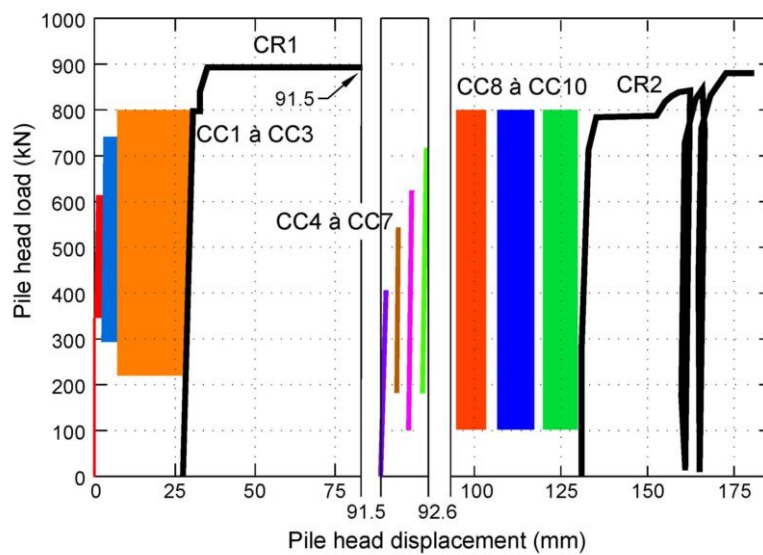 1000
900
800
700
600
500
400
300
200
100
0
Pile head load (kN)
CR1
91.5
CC1 à CC3
CC4 à CC7
CC8 à CC10
CR2
0 25 50 75 100 125 150 175
91.5 92.6
Pile head displacement (mm)